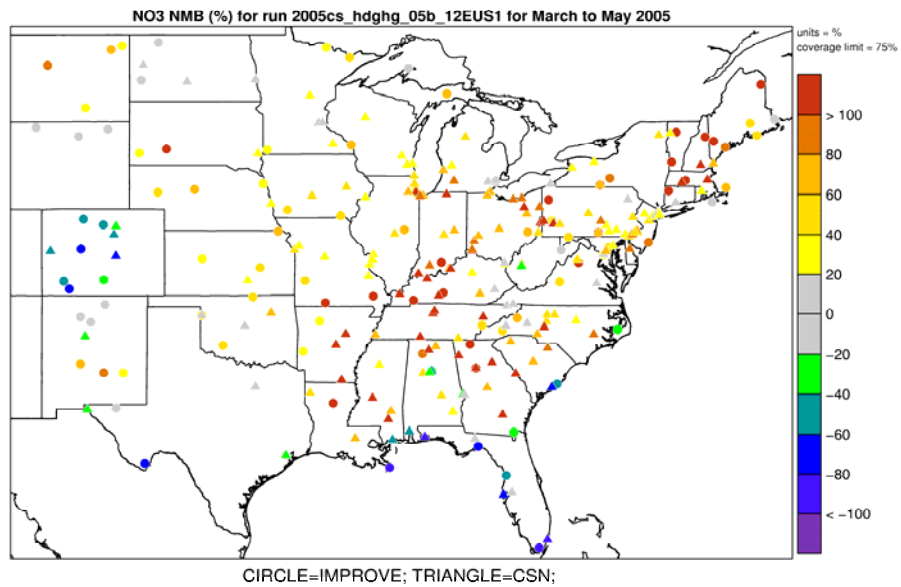 NO3 NMB (%) for run 2005cs_hdghg_05b_12EUS1 for March to May 2005
units = %
coverage limit = 75%
> 100
80
60
40
20
0
−20
−40
−60
−80
< −100
CIRCLE=IMPROVE; TRIANGLE=CSN;